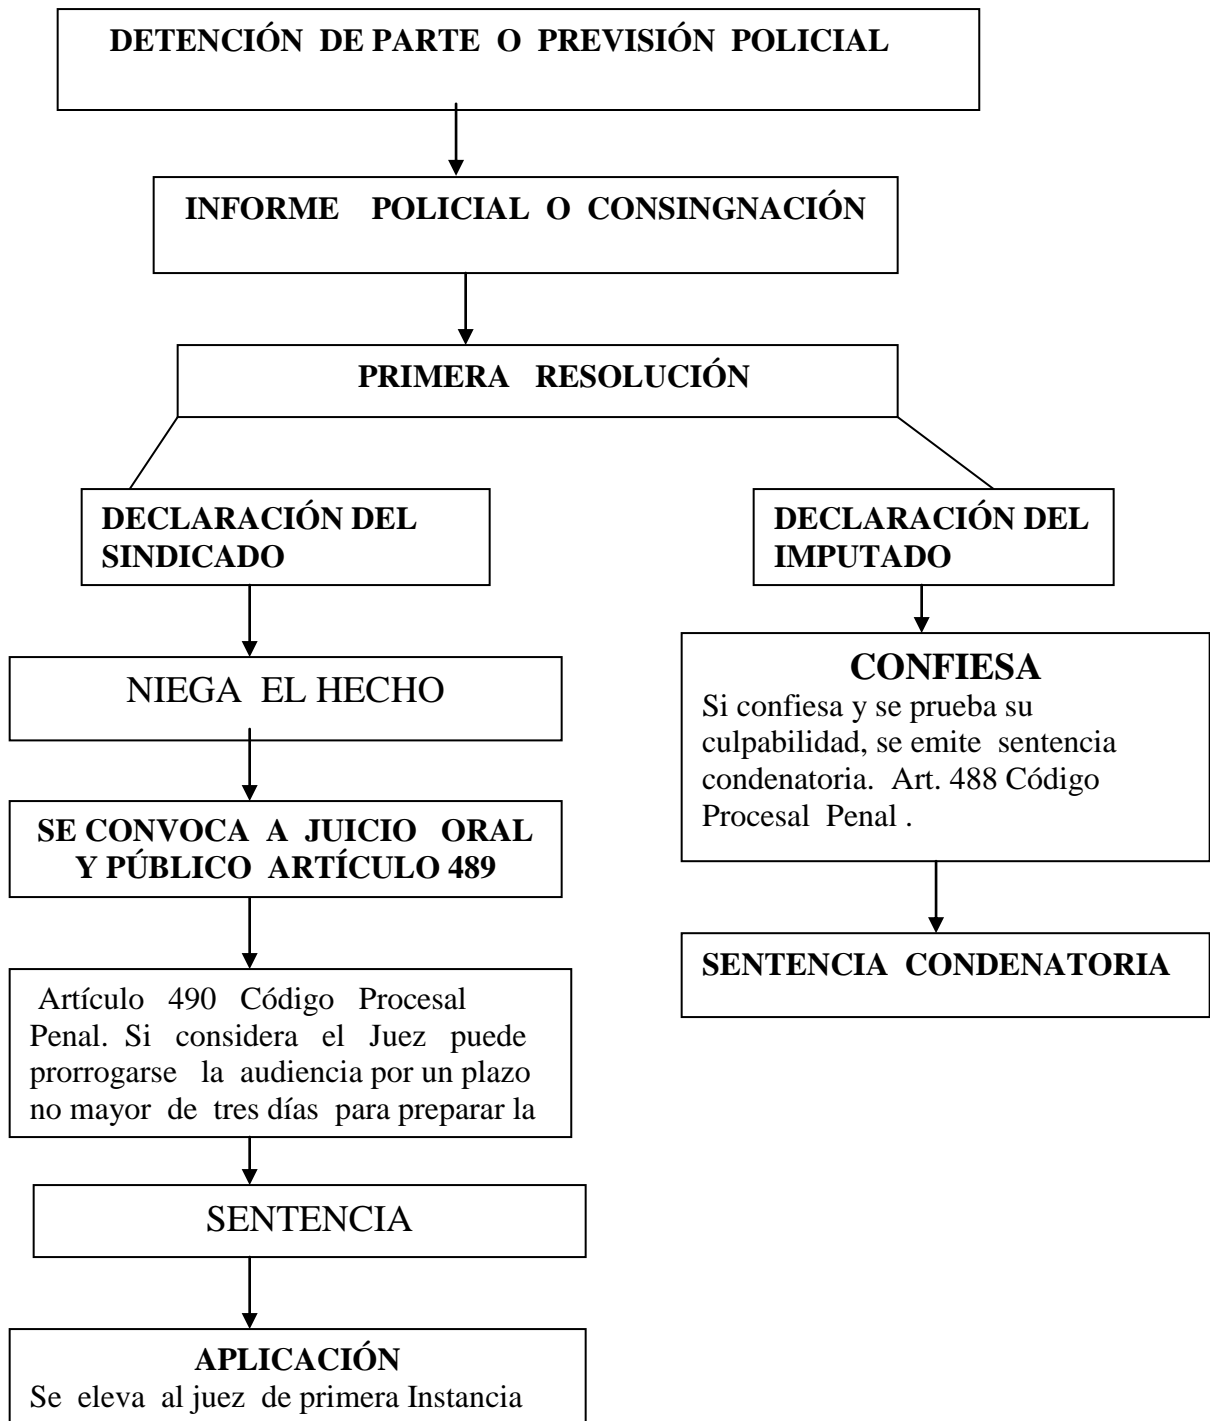 DETENCIÓN DE PARTE O PREVISIÓN POLICIAL
INFORME POLICIAL O CONSINGNACIÓN
PRIMERA RESOLUCIÓN
DECLARACIÓN DEL
SINDICADO
NIEGA EL HECHO
SE CONVOCA A JUICIO ORAL
Y PÚBLICO ARTÍCULO 489
Artículo 490 Código Procesal
Penal. Si considera el Juez puede
prorrogarse la audiencia por un plazo
no mayor de tres días para preparar la
SENTENCIA
APLICACIÓN
Se eleva al juez de primera Instancia
DECLARACIÓN DEL
IMPUTADO
CONFIESA
Si confiesa y se prueba su
culpabilidad, se emite sentencia
condenatoria. Art. 488 Código
Procesal Penal .
SENTENCIA CONDENATORIA